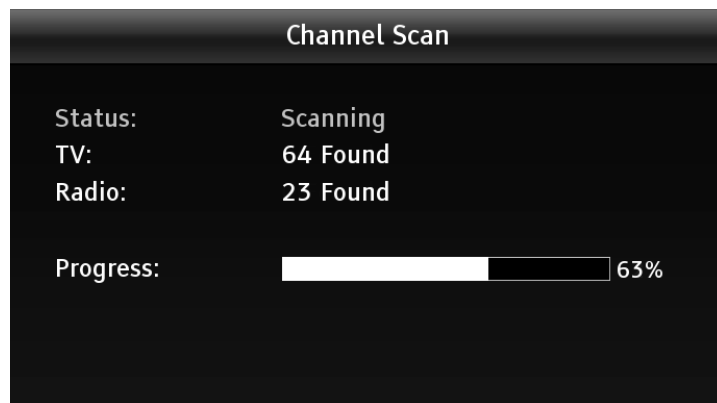 Channel Scan
Status: Scanning
TV: 64 Found
Radio: 23 Found
Progress: 63%